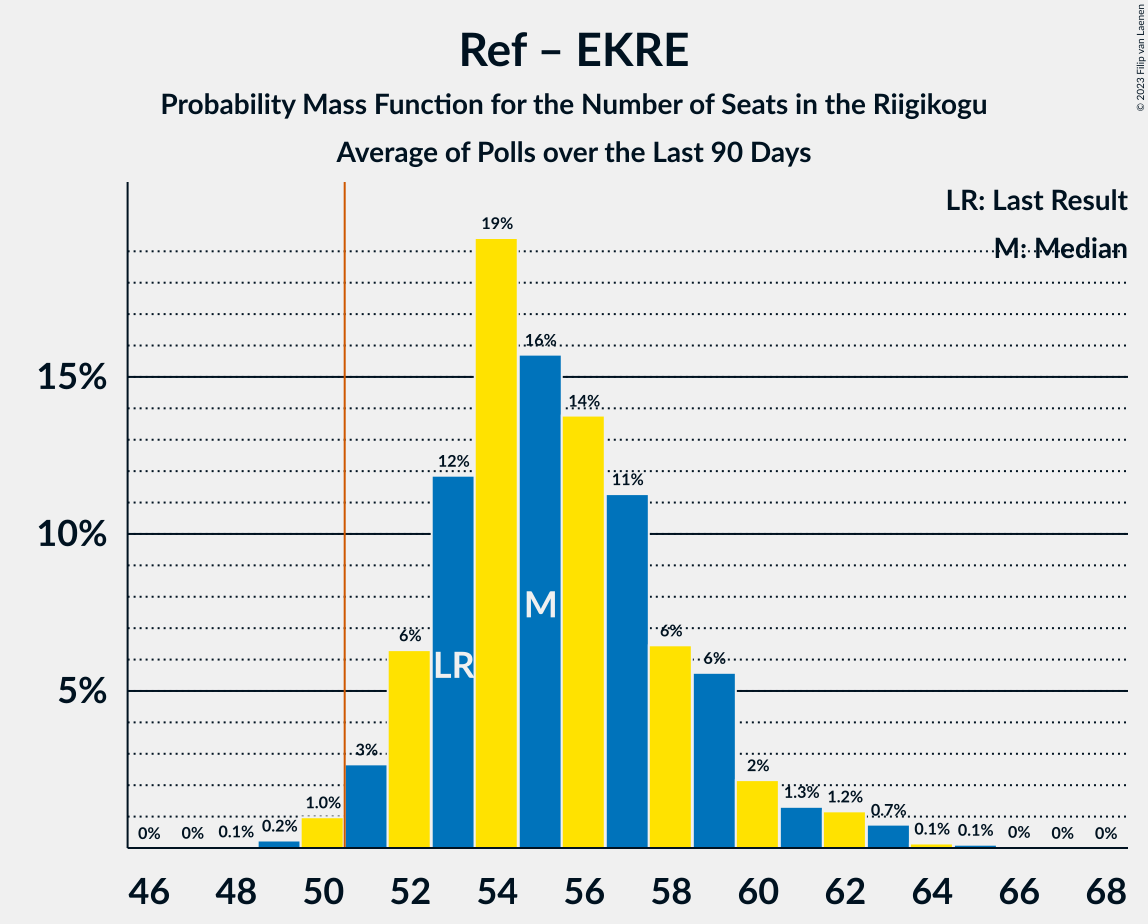 Ref – EKRE
Probability Mass Function for the Number of Seats in the Riigikogu
Average of Polls over the Last 90 Days
© 2023 Filip van Laenen
LR: Last Result
M: Median
19%
16%
15%
14%
12%
11%
10%
M
6%
6%
LR
6%
5%
3%
2%
1.0%
1.3%
1.2%
0.7%
0% 0% 0.1% 0.2% 0.1% 0.1% 0% 0% 0%
46 48 50 52 54 56 58 60 62 64 66 68